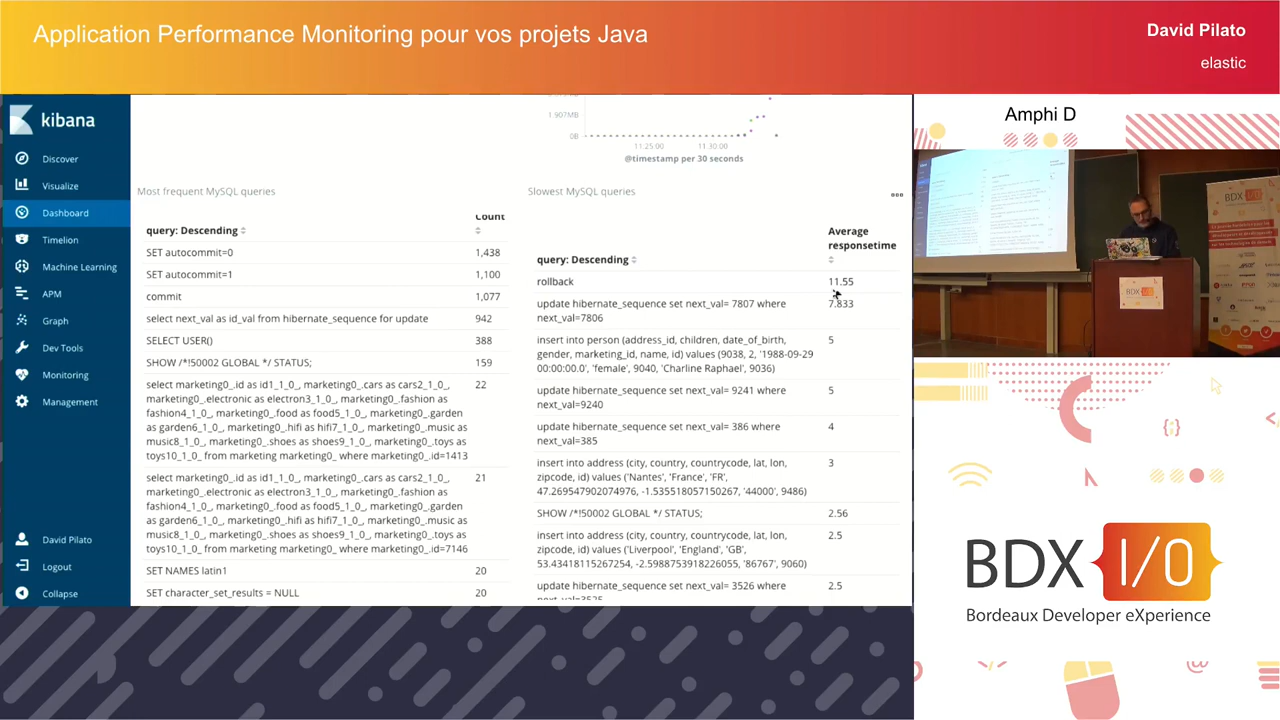 Application Performance Monitoring pour vos projets Java
David Pilato
elastic
kibana
Discover
Visualize
Dashboard
Timelion
Machine Learning
APM
Graph
Dev Tools
Monitoring
Management
David Pilato
Logout
Collapse
1.907MB
0B
11:25:00
11:30:00
@timestamp per 30 seconds
Most frequent MySQL queries
query: Descending
Count
SET autocommit=0
1,438
SET autocommit=1
1,100
commit
1,077
select next_val as id_val from hibernate_sequence for update
942
SELECT USER()
388
SHOW /*!50002 GLOBAL */ STATUS;
159
select marketing0_.id as id1_1_0_, marketing0_.cars as cars2_1_0_,
22
marketing0_.electronic as electron3_1_0_, marketing0_.fashion as
fashion4_1_0_, marketing0_.food as food5_1_0_, marketing0_.garden
as garden6_1_0_, marketing0_.hifi as hifi7_1_0_, marketing0_.music as
music8_1_0_, marketing0_.shoes as shoes9_1_0_, marketing0_.toys as
toys10_1_0_ from marketing marketing0_ where marketing0_.id=1413
select marketing0_.id as id1_1_0_, marketing0_.cars as cars2_1_0_,
21
marketing0_.electronic as electron3_1_0_, marketing0_.fashion as
fashion4_1_0_, marketing0_.food as food5_1_0_, marketing0_.garden
as garden6_1_0_, marketing0_.hifi as hifi7_1_0_, marketing0_.music as
music8_1_0_, marketing0_.shoes as shoes9_1_0_, marketing0_.toys as
toys10_1_0_ from marketing marketing0_ where marketing0_.id=7146
SET NAMES latin1
20
SET character_set_results = NULL
20
Slowest MySQL queries
query: Descending
Average
responsetime
rollback
11.55
update hibernate_sequence set next_val= 7807 where
7.833
next_val=7806
insert into person (address_id, children, date_of_birth,
5
gender, marketing_id, name, id) values (9038, 2, '1988-09-29
00:00:00.0', 'female', 9040, 'Charline Raphael', 9036)
update hibernate_sequence set next_val= 9241 where
5
next_val=9240
update hibernate_sequence set next_val= 386 where
4
next_val=385
insert into address (city, country, countrycode, lat, lon,
3
zipcode, id) values ('Nantes', 'France', 'FR',
47.269547902074976, -1.535518057150267, '44000', 9486)
SHOW /*!50002 GLOBAL */ STATUS;
2.56
insert into address (city, country, countrycode, lat, lon,
2.5
zipcode, id) values ('Liverpool', 'England', 'GB',
53.43418115267254, -2.5988753918226055, '86767', 9060)
update hibernate_sequence set next_val= 3526 where
2.5
next_val=3525
Amphi D
BDX I/O
BDX I/O
BDX I/O
Bordeaux Developer eXperience